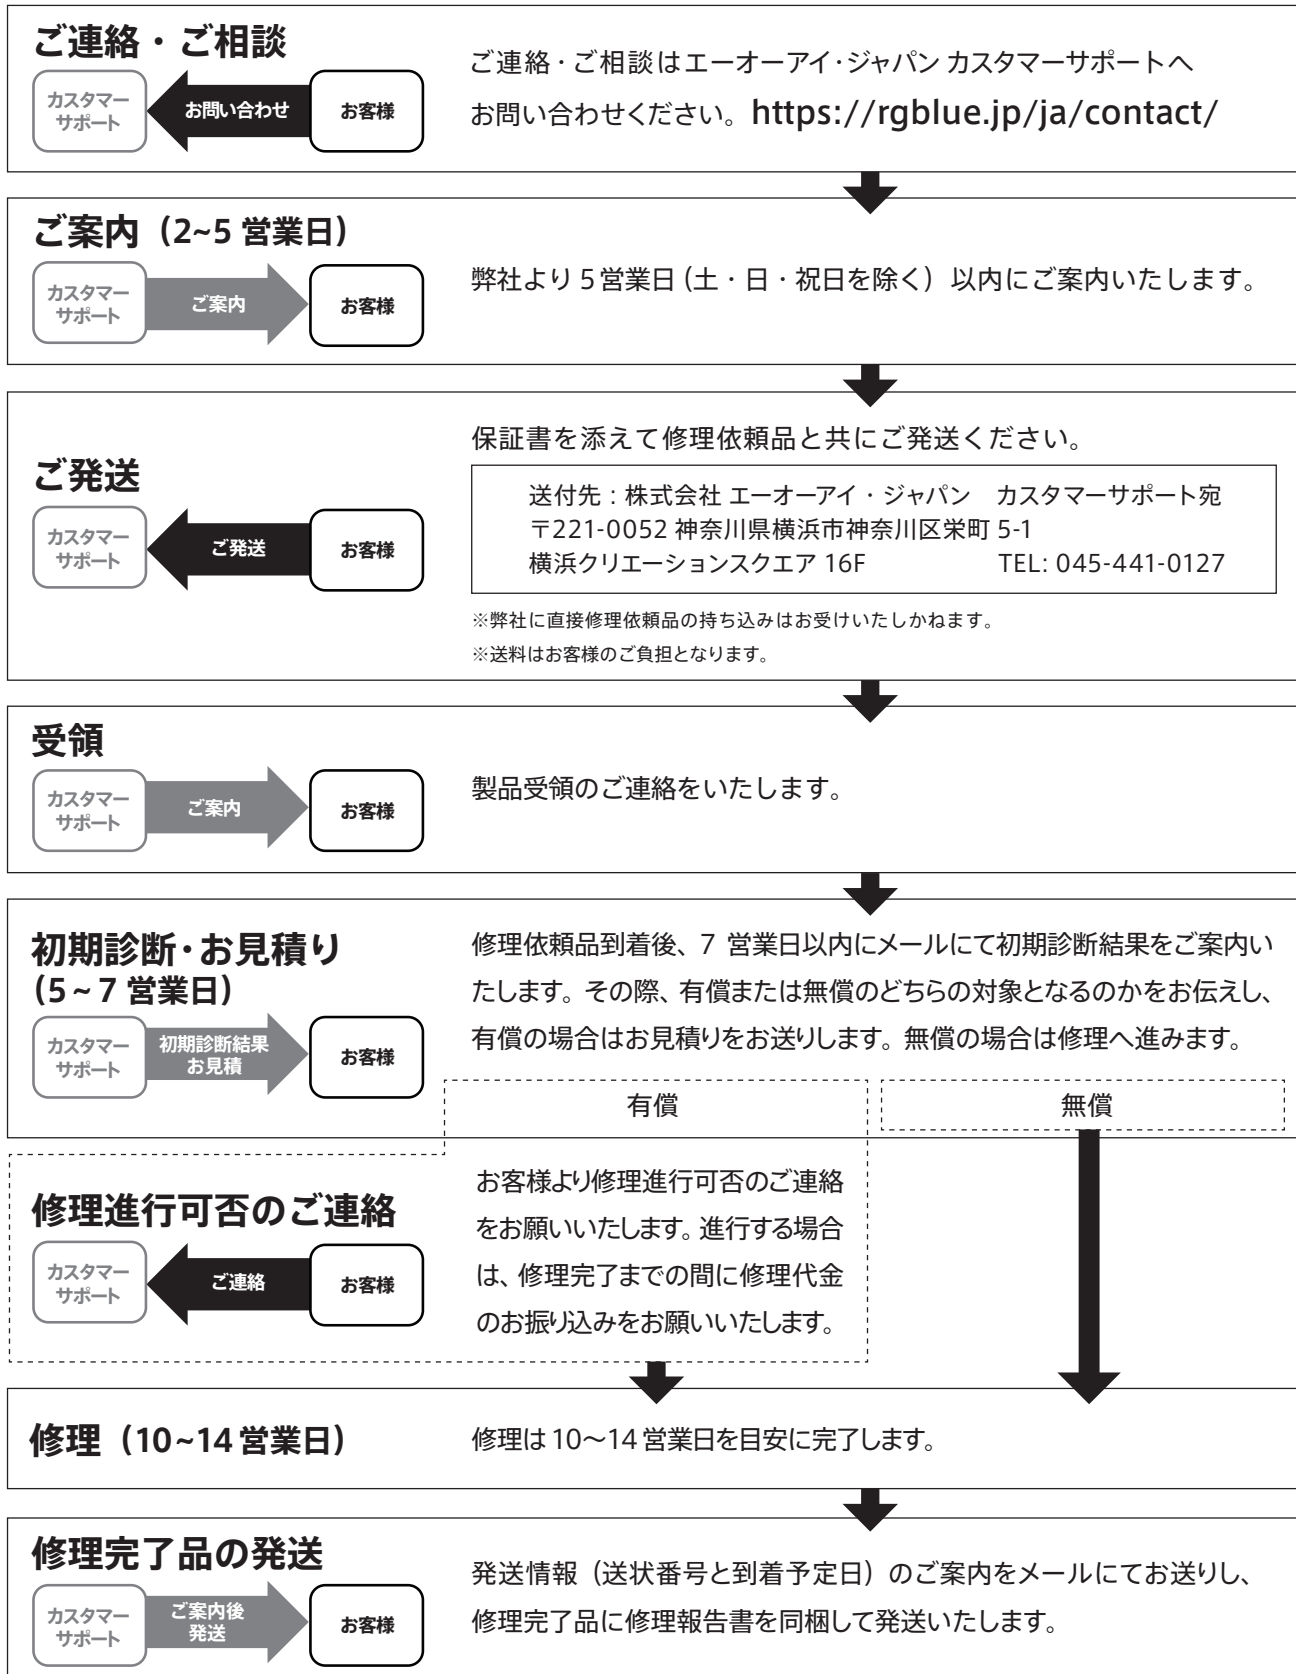 ご連絡・ご相談
カスタマー
サポート
お問い合わせ
お客様
ご連絡・ご相談はエーオーアイ・ジャパン カスタマーサポートへ
お問い合わせください。https://rgblue.jp/ja/contact/
ご案内（2~5 営業日）
カスタマー
サポート
ご案内
お客様
弊社より 5 営業日（土・日・祝日を除く）以内にご案内いたします。
ご発送
カスタマー
サポート
ご発送
お客様
保証書を添えて修理依頼品と共にご発送ください。
送付先：株式会社 エーオーアイ・ジャパン　カスタマーサポート宛
〒221-0052 神奈川県横浜市神奈川区栄町 5-1
横浜クリエーションスクエア 16F　TEL: 045-441-0127
※弊社に直接修理依頼品の持ち込みはお受けいたしかねます。
※送料はお客様のご負担となります。
受領
カスタマー
サポート
ご案内
お客様
製品受領のご連絡をいたします。
初期診断・お見積り
（5～7 営業日）
カスタマー
サポート
初期診断結果
お見積
お客様
修理依頼品到着後、7 営業日以内にメールにて初期診断結果をご案内い
たします。その際、有償または無償のどちらの対象となるのかをお伝えし、
有償の場合はお見積りをお送りします。無償の場合は修理へ進みます。
有償
無償
修理進行可否のご連絡
カスタマー
サポート
ご連絡
お客様
お客様より修理進行可否のご連絡
をお願いいたします。進行する場合
は、修理完了までの間に修理代金
のお振り込みをお願いいたします。
修理（10~14 営業日）
修理は 10～14 営業日を目安に完了します。
修理完了品の発送
カスタマー
サポート
ご案内後
発送
お客様
発送情報（送状番号と到着予定日）のご案内をメールにてお送りし、
修理完了品に修理報告書を同梱して発送いたします。